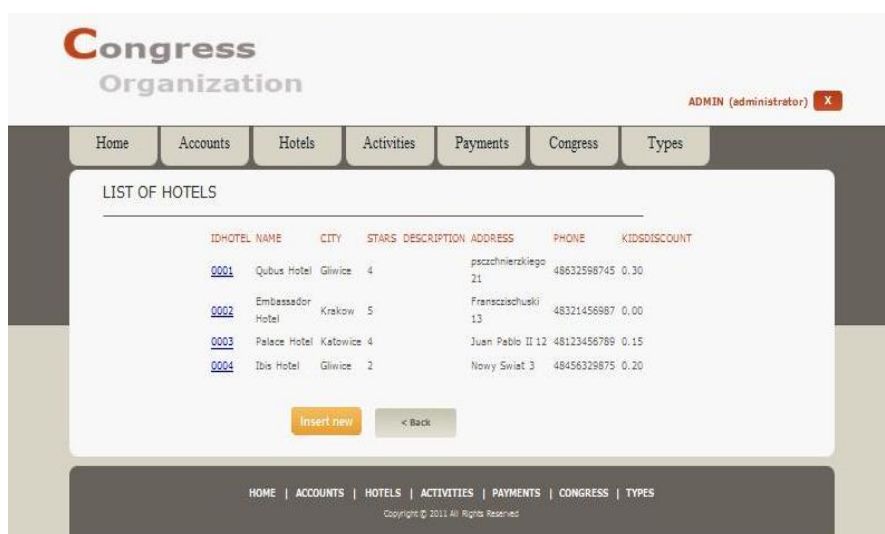 Congress
Organization
ADMIN (administrator) X
Home Accounts Hotels Activities Payments Congress Types
LIST OF HOTELS
IDHOTEL NAME CITY STARS DESCRIPTION ADDRESS PHONE KIDSDISCOUNT
0001 Qubus Hotel Gliwice 4 psczchnierzkiego 21 48632598745 0.30
0002 Embassador Hotel Krakow 5 Fransczischuski 13 48321456987 0.00
0003 Palace Hotel Katowice 4 Juan Pablo II 12 48123456789 0.15
0004 Ibis Hotel Gliwice 2 Nowy Swiat 3 48456329875 0.20
Insert new < Back
HOME | ACCOUNTS | HOTELS | ACTIVITIES | PAYMENTS | CONGRESS | TYPES
Copyright © 2011 All Rights Reserved